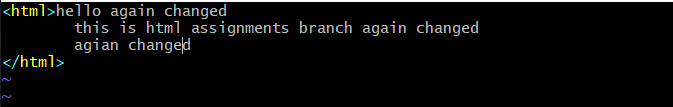 <html>hello again changed
this is html assignments branch again changed
agian changed
</html>
~
~